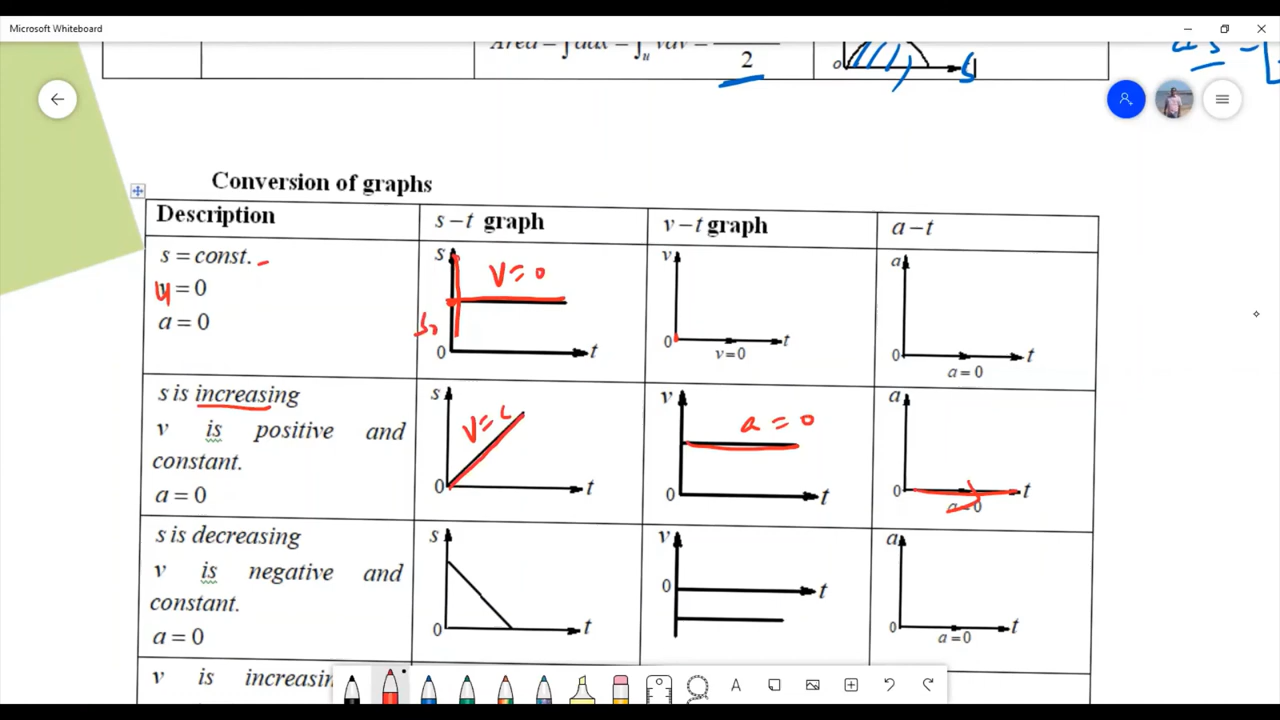 Microsoft Whiteboard
2
0
Conversion of graphs
Description
s – t graph
v – t graph
a – t
s = const.
= 0
a = 0
s
V = 0
S₀
0
t
v
0
t
v = 0
a
0
t
a = 0
s is increasing
v is positive and
constant.
a = 0
s
V = c
0
t
v
a = 0
0
t
a
0
t
a = 0
s is decreasing
v is negative and
constant.
a = 0
s
0
t
v
0
t
a
0
t
a = 0
v is
A